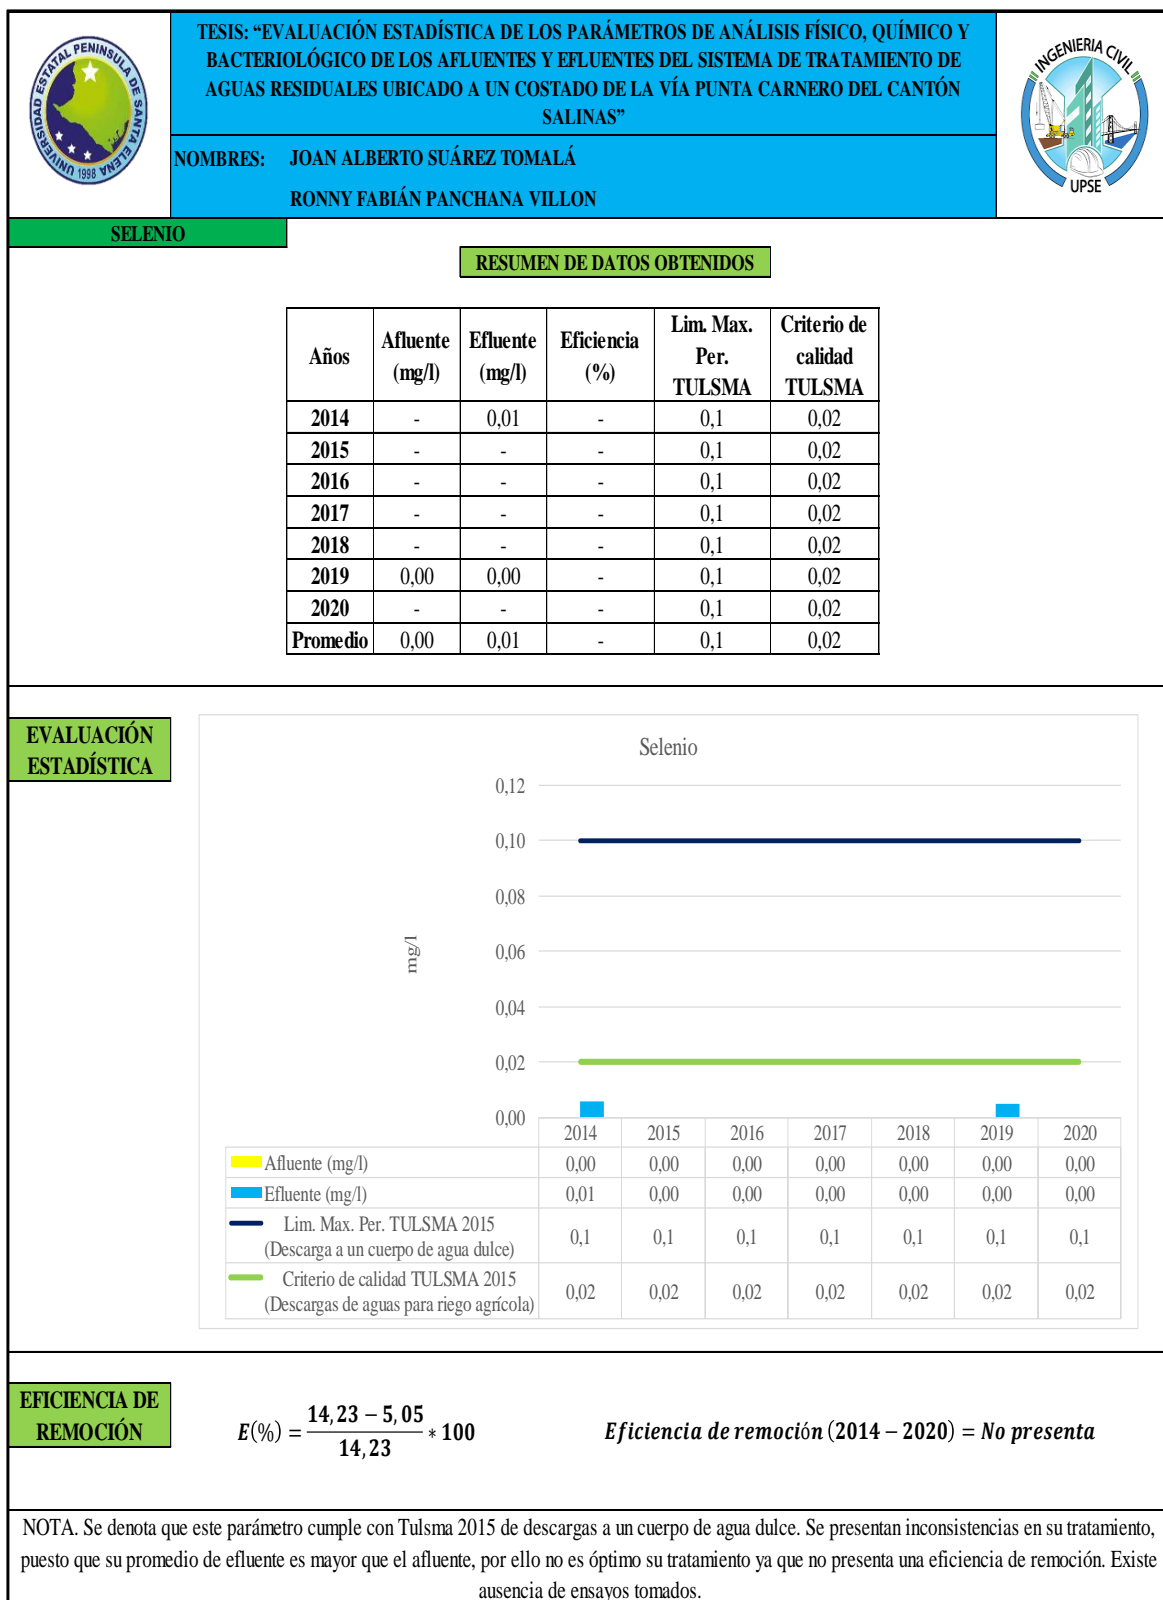 UNIVERSIDAD ESTATAL PENINSULA DE SANTA ELENA
UNIV 1998
TESIS: “EVALUACIÓN ESTADÍSTICA DE LOS PARÁMETROS DE ANÁLISIS FÍSICO, QUÍMICO Y
BACTERIOLÓGICO DE LOS AFLUENTES Y EFLUENTES DEL SISTEMA DE TRATAMIENTO DE
AGUAS RESIDUALES UBICADO A UN COSTADO DE LA VÍA PUNTA CARNERO DEL CANTÓN
SALINAS”
NOMBRES: JOAN ALBERTO SUÁREZ TOMALÁ
RONNY FABIÁN PANCHANA VILLON
INGENIERIA CIVIL
UPSE
SELENIO
RESUMEN DE DATOS OBTENIDOS
Años Afluente (mg/l) Efluente (mg/l) Eficiencia (%) Lim. Max. Per. TULSMA Criterio de calidad TULSMA
2014 - 0,01 - 0,1 0,02
2015 - - - 0,1 0,02
2016 - - - 0,1 0,02
2017 - - - 0,1 0,02
2018 - - - 0,1 0,02
2019 0,00 0,00 - 0,1 0,02
2020 - - - 0,1 0,02
Promedio 0,00 0,01 - 0,1 0,02
EVALUACIÓN
ESTADÍSTICA
Selenio
mg/l
0,12
0,10
0,08
0,06
0,04
0,02
0,00
2014 2015 2016 2017 2018 2019 2020
Afluente (mg/l) 0,00 0,00 0,00 0,00 0,00 0,00 0,00
Efluente (mg/l) 0,01 0,00 0,00 0,00 0,00 0,00 0,00
Lim. Max. Per. TULSMA 2015
(Descarga a un cuerpo de agua dulce) 0,1 0,1 0,1 0,1 0,1 0,1 0,1
Criterio de calidad TULSMA 2015
(Descargas de aguas para riego agrícola) 0,02 0,02 0,02 0,02 0,02 0,02 0,02
EFICIENCIA DE
REMOCIÓN
E(%) = (14,23 − 5,05) / 14,23 ∗ 100
Eficiencia de remoción (2014 − 2020) = No presenta
NOTA. Se denota que este parámetro cumple con Tulsma 2015 de descargas a un cuerpo de agua dulce. Se presentan inconsistencias en su tratamiento,
puesto que su promedio de efluente es mayor que el afluente, por ello no es óptimo su tratamiento ya que no presenta una eficiencia de remoción. Existe
ausencia de ensayos tomados.